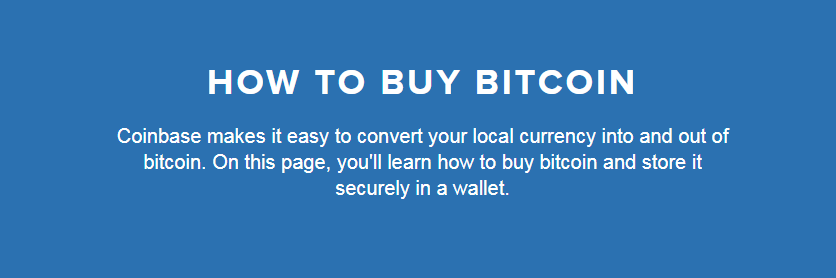 HOW TO BUY BITCOIN
Coinbase makes it easy to convert your local currency into and out of
bitcoin. On this page, you'll learn how to buy bitcoin and store it
securely in a wallet.